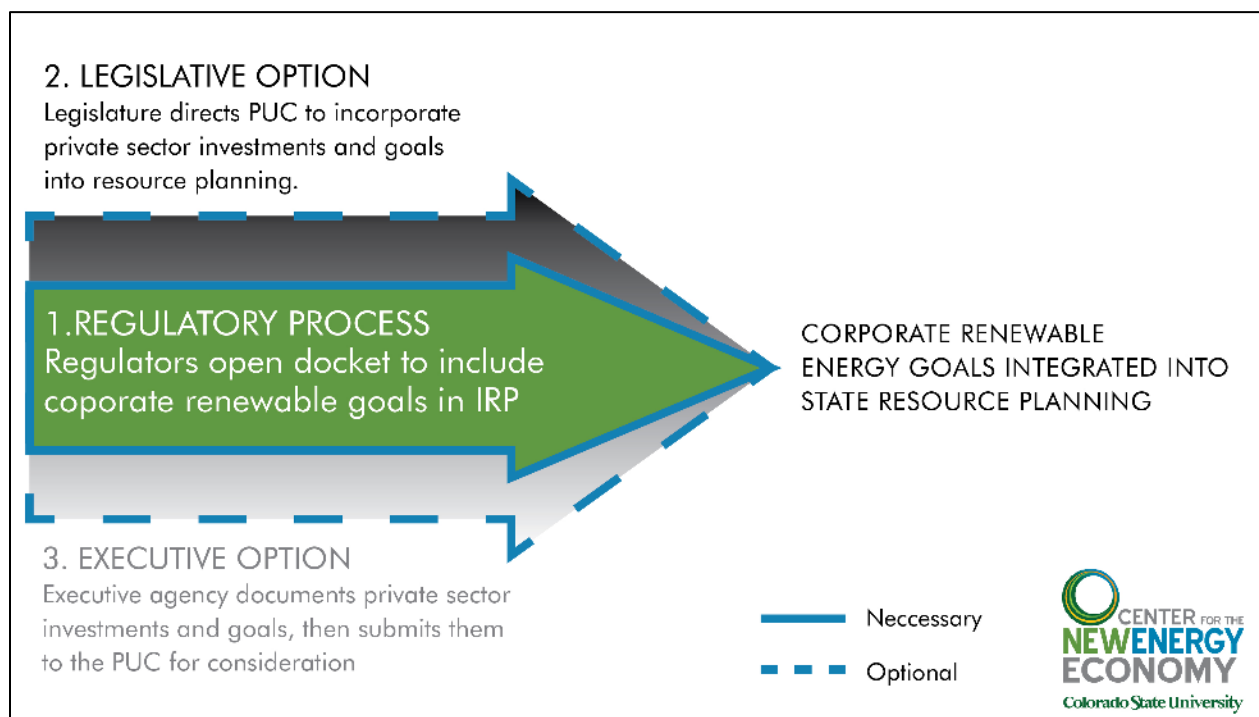 2. LEGISLATIVE OPTION
Legislature directs PUC to incorporate
private sector investments and goals
into resource planning.
1.REGULATORY PROCESS
Regulators open docket to include
coporate renewable goals in IRP
CORPORATE RENEWABLE
ENERGY GOALS INTEGRATED INTO
STATE RESOURCE PLANNING
3. EXECUTIVE OPTION
Executive agency documents private sector
investments and goals, then submits them
to the PUC for consideration
Neccessary
Optional
CENTER FOR THE
NEWENERGY
ECONOMY
Colorado State University